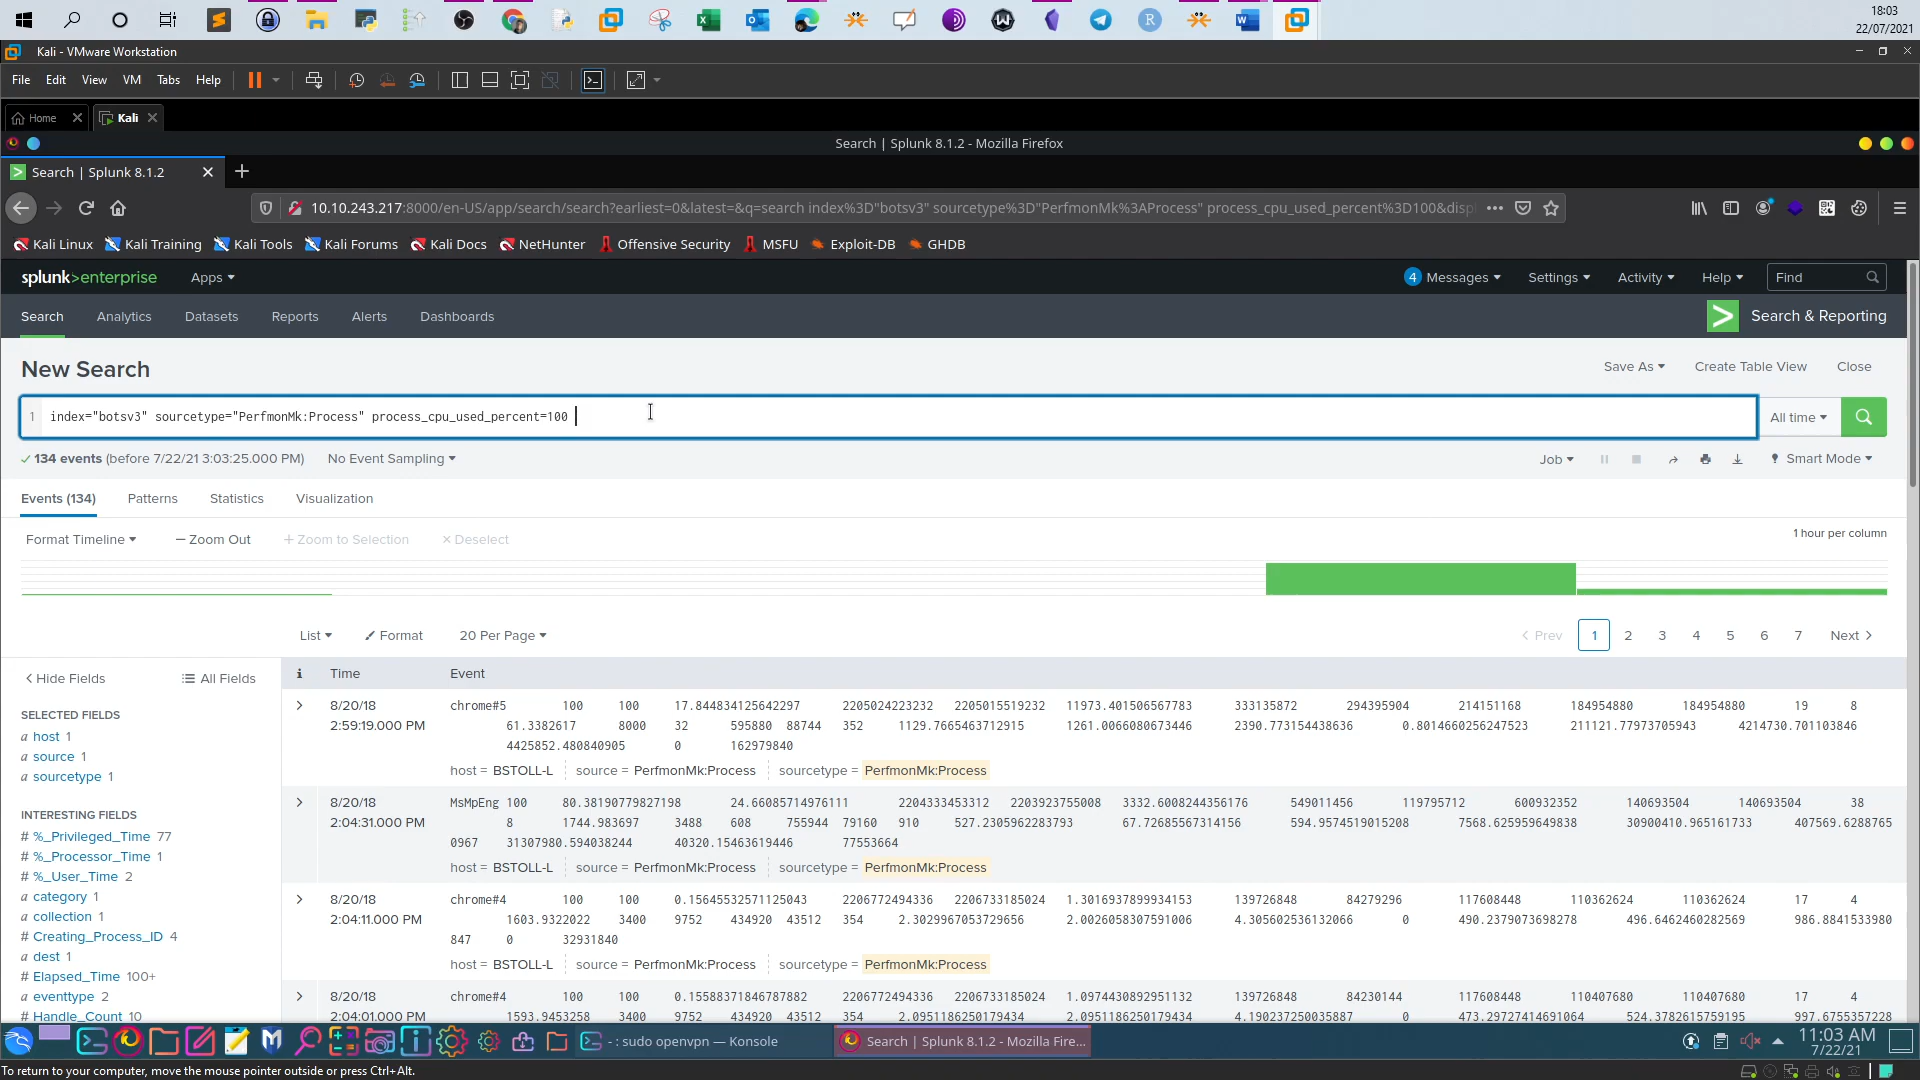 18:03
22/07/2021
Kali - VMware Workstation
File Edit View VM Tabs Help
Home Kali
Search | Splunk 8.1.2 - Mozilla Firefox
Search | Splunk 8.1.2
10.10.243.217:8000/en-US/app/search/search?earliest=0&latest=&q=search index%3D"botsv3" sourcetype%3D"PerfmonMk%3AProcess" process_cpu_used_percent%3D100&disp
Kali Linux Kali Training Kali Tools Kali Forums Kali Docs NetHunter Offensive Security MSFU Exploit-DB GHDB
splunk>enterprise Apps 4 Messages Settings Activity Help Find
Search Analytics Datasets Reports Alerts Dashboards Search & Reporting
New Search Save As Create Table View Close
1 index="botsv3" sourcetype="PerfmonMk:Process" process_cpu_used_percent=100 All time
134 events (before 7/22/21 3:03:25.000 PM) No Event Sampling Job Smart Mode
Events (134) Patterns Statistics Visualization
Format Timeline — Zoom Out + Zoom to Selection × Deselect 1 hour per column
List Format 20 Per Page < Prev 1 2 3 4 5 6 7 Next >
< Hide Fields All Fields i Time Event
SELECTED FIELDS
a host 1
a source 1
a sourcetype 1
INTERESTING FIELDS
# %_Privileged_Time 77
# %_Processor_Time 1
# %_User_Time 2
a category 1
a collection 1
# Creating_Process_ID 4
a dest 1
# Elapsed_Time 100+
a eventtype 2
# Handle_Count 10
> 8/20/18 chrome#5 100 100 17.844834125642297 2205024223232 2205015519232 11973.401506567783 333135872 294395904 214151168 184954880 184954880 19 8
2:59:19.000 PM 61.3382617 8000 32 595880 88744 352 1129.7665463712915 1261.0066080673446 2390.773154438636 0.8014660256247523 211121.77973705943 4214730.701103846
4425852.480840905 0 162979840
host = BSTOLL-L source = PerfmonMk:Process sourcetype = PerfmonMk:Process
> 8/20/18 MsMpEng 100 80.38190779827198 24.66085714976111 2204333453312 2203923755008 3332.6008244356176 549011456 119795712 600932352 140693504 140693504 38
2:04:31.000 PM 8 1744.983697 3488 608 755944 79160 910 527.2305962283793 67.72685567314156 594.9574519015208 7568.625959649838 30900410.965161733 407569.6288765
0967 31307980.594038244 40320.15463619446 77553664
host = BSTOLL-L source = PerfmonMk:Process sourcetype = PerfmonMk:Process
> 8/20/18 chrome#4 100 100 0.15645532571125043 2206772494336 2206733185024 1.3016937899934153 139726848 84279296 117608448 110362624 110362624 17 4
2:04:11.000 PM 1603.9322022 3400 9752 434920 43512 354 2.3029967053729656 2.0026058307591006 4.305602536132066 0 490.2379073698278 496.6462460282569 986.8841533980
847 0 32931840
host = BSTOLL-L source = PerfmonMk:Process sourcetype = PerfmonMk:Process
> 8/20/18 chrome#4 100 100 0.15588371846787882 2206772494336 2206733185024 1.0974430892951132 139726848 84230144 117608448 110407680 110407680 17 4
2:04:01.000 PM 1593.9453258 3400 9752 434920 43512 354 2.0951186250179434 2.0951186250179434 4.190237250035887 0 473.29727414691064 524.3782615759195 997.6755357228
- : sudo openvpn — Konsole Search | Splunk 8.1.2 - Mozilla Fire... 11:03 AM
7/22/21
To return to your computer, move the mouse pointer outside or press Ctrl+Alt.